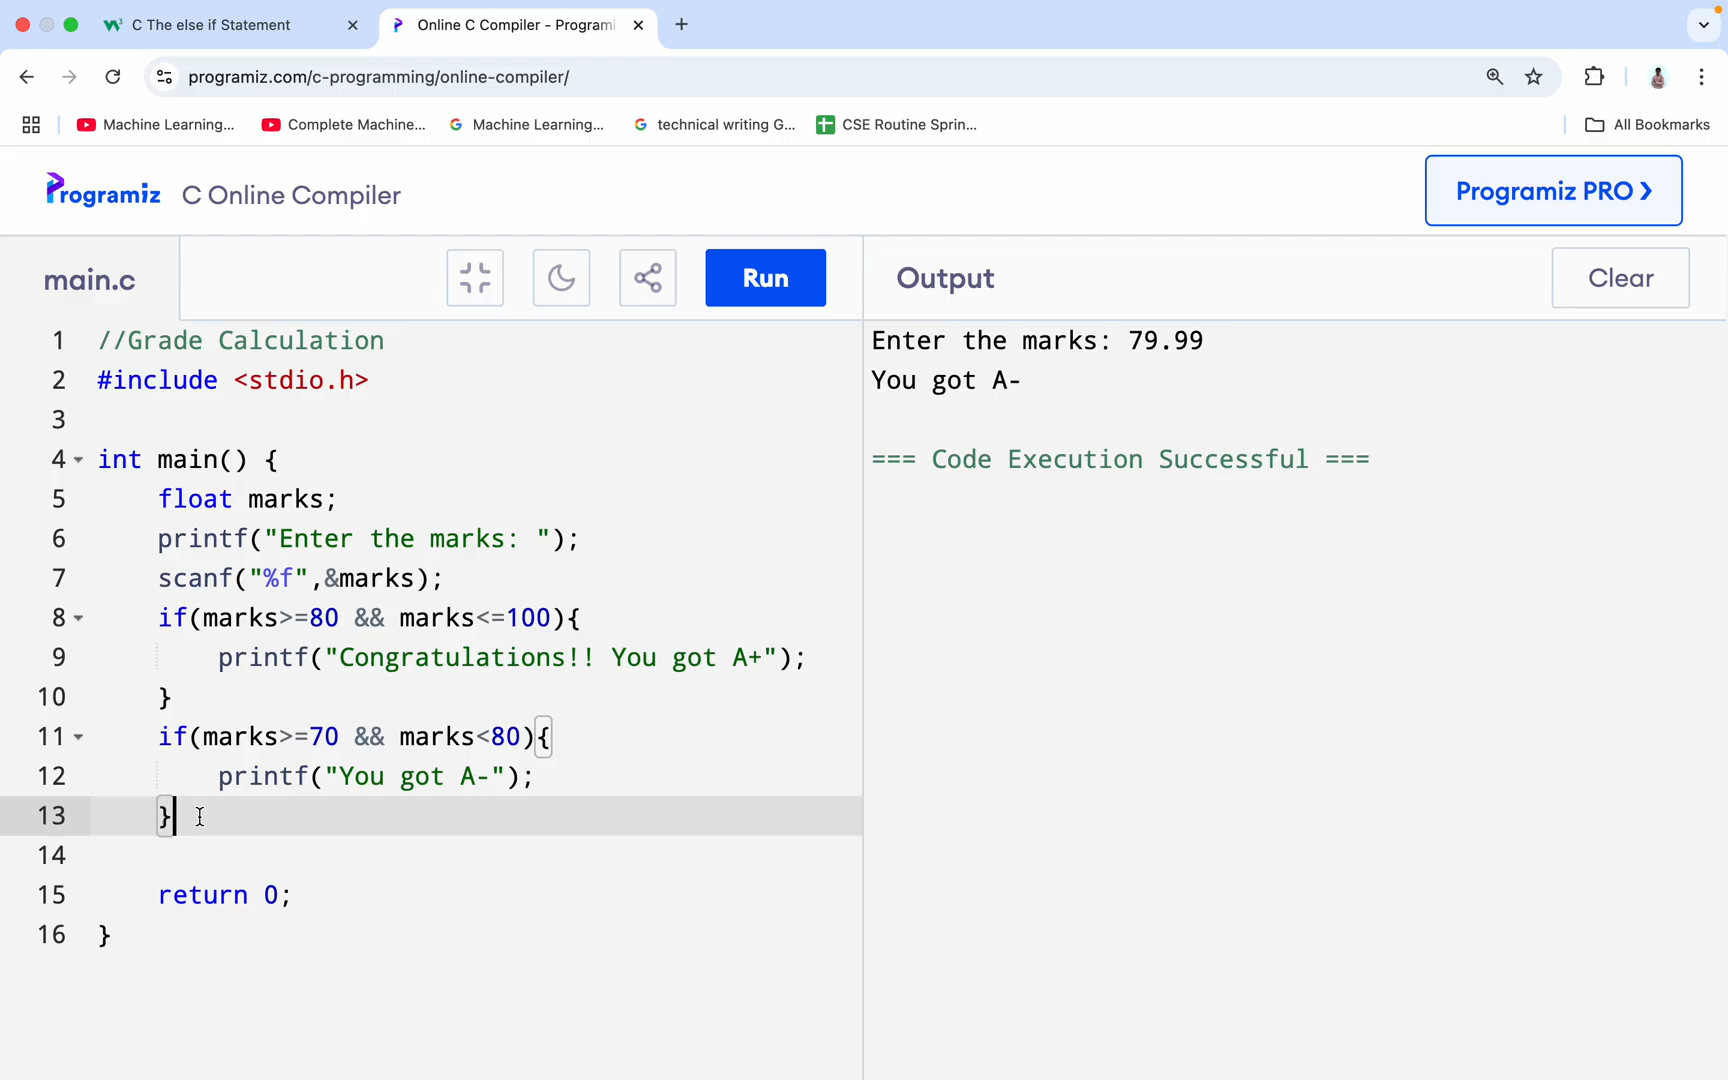 C The else if Statement
Online C Compiler - Programi
programiz.com/c-programming/online-compiler/
Machine Learning...
Complete Machine...
Machine Learning...
technical writing G...
CSE Routine Sprin...
All Bookmarks
Programiz C Online Compiler
Programiz PRO ❯
main.c
Run
Output
Clear
1 //Grade Calculation
2 #include <stdio.h>
3
4 int main() {
5 float marks;
6 printf("Enter the marks: ");
7 scanf("%f",&marks);
8 if(marks>=80 && marks<=100){
9 printf("Congratulations!! You got A+");
10 }
11 if(marks>=70 && marks<80){
12 printf("You got A-");
13 }
14
15 return 0;
16 }
Enter the marks: 79.99
You got A-
=== Code Execution Successful ===